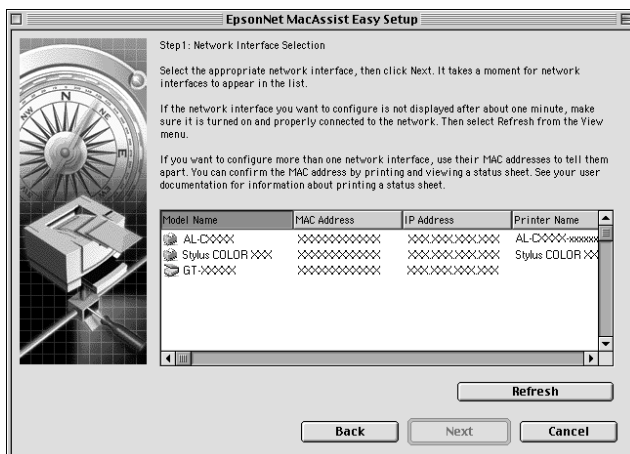 EpsonNet MacAssist Easy Setup
Step1: Network Interface Selection
Select the appropriate network interface, then click Next. It takes a moment for network
interfaces to appear in the list.
If the network interface you want to configure is not displayed after about one minute, make
sure it is turned on and properly connected to the network. Then select Refresh from the View
menu.
If you want to configure more than one network interface, use their MAC addresses to tell them
apart. You can confirm the MAC address by printing and viewing a status sheet. See your user
documentation for information about printing a status sheet.
Model Name MAC Address IP Address Printer Name
AL-CXXXX XXXXXXXXXXXX XXX.XXX.XXX.XXX AL-CXXXX-xxxxxx
Stylus COLOR XXX XXXXXXXXXXXX XXX.XXX.XXX.XXX Stylus COLOR XX
GT-XXXXX XXXXXXXXXXXX XXX.XXX.XXX.XXX
Refresh
Back Next Cancel
N
NW
NE
W
E